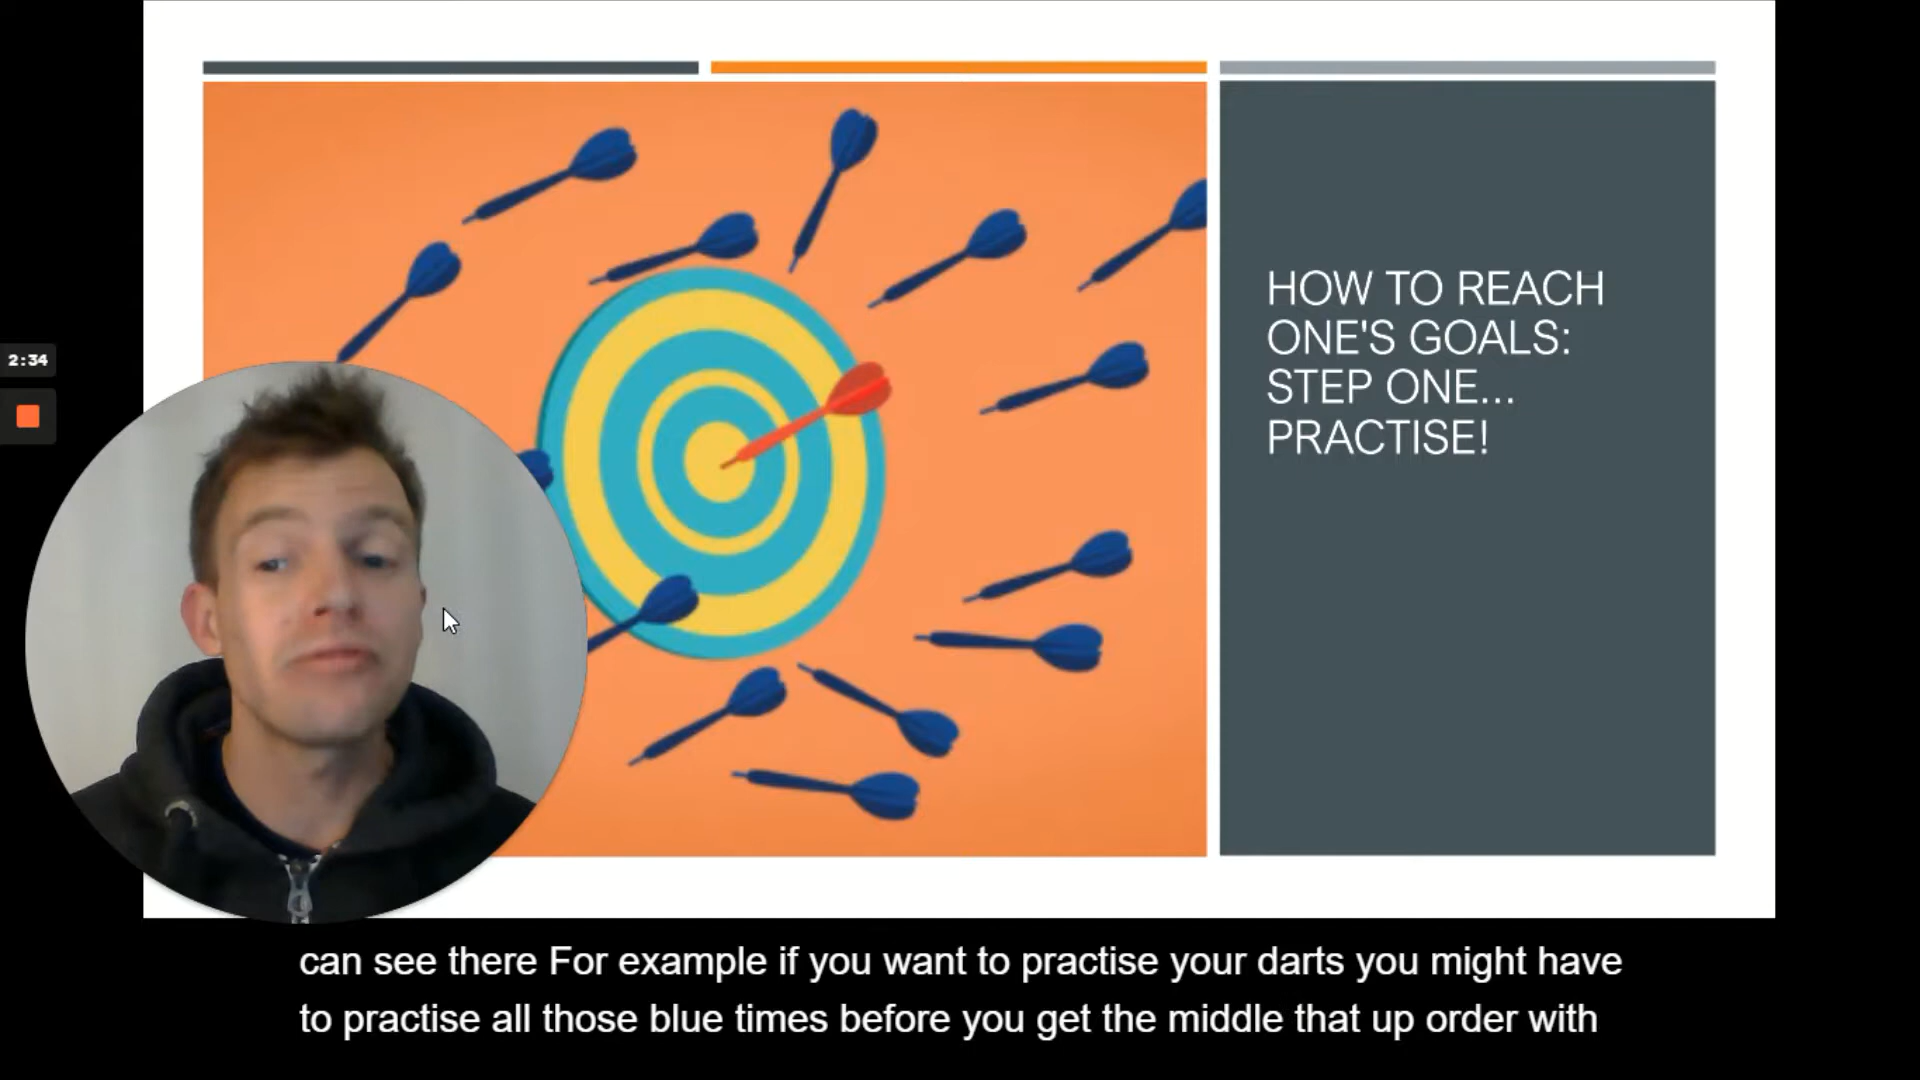 2:34
HOW TO REACH
ONE'S GOALS:
STEP ONE...
PRACTISE!
can see there For example if you want to practise your darts you might have
to practise all those blue times before you get the middle that up order with